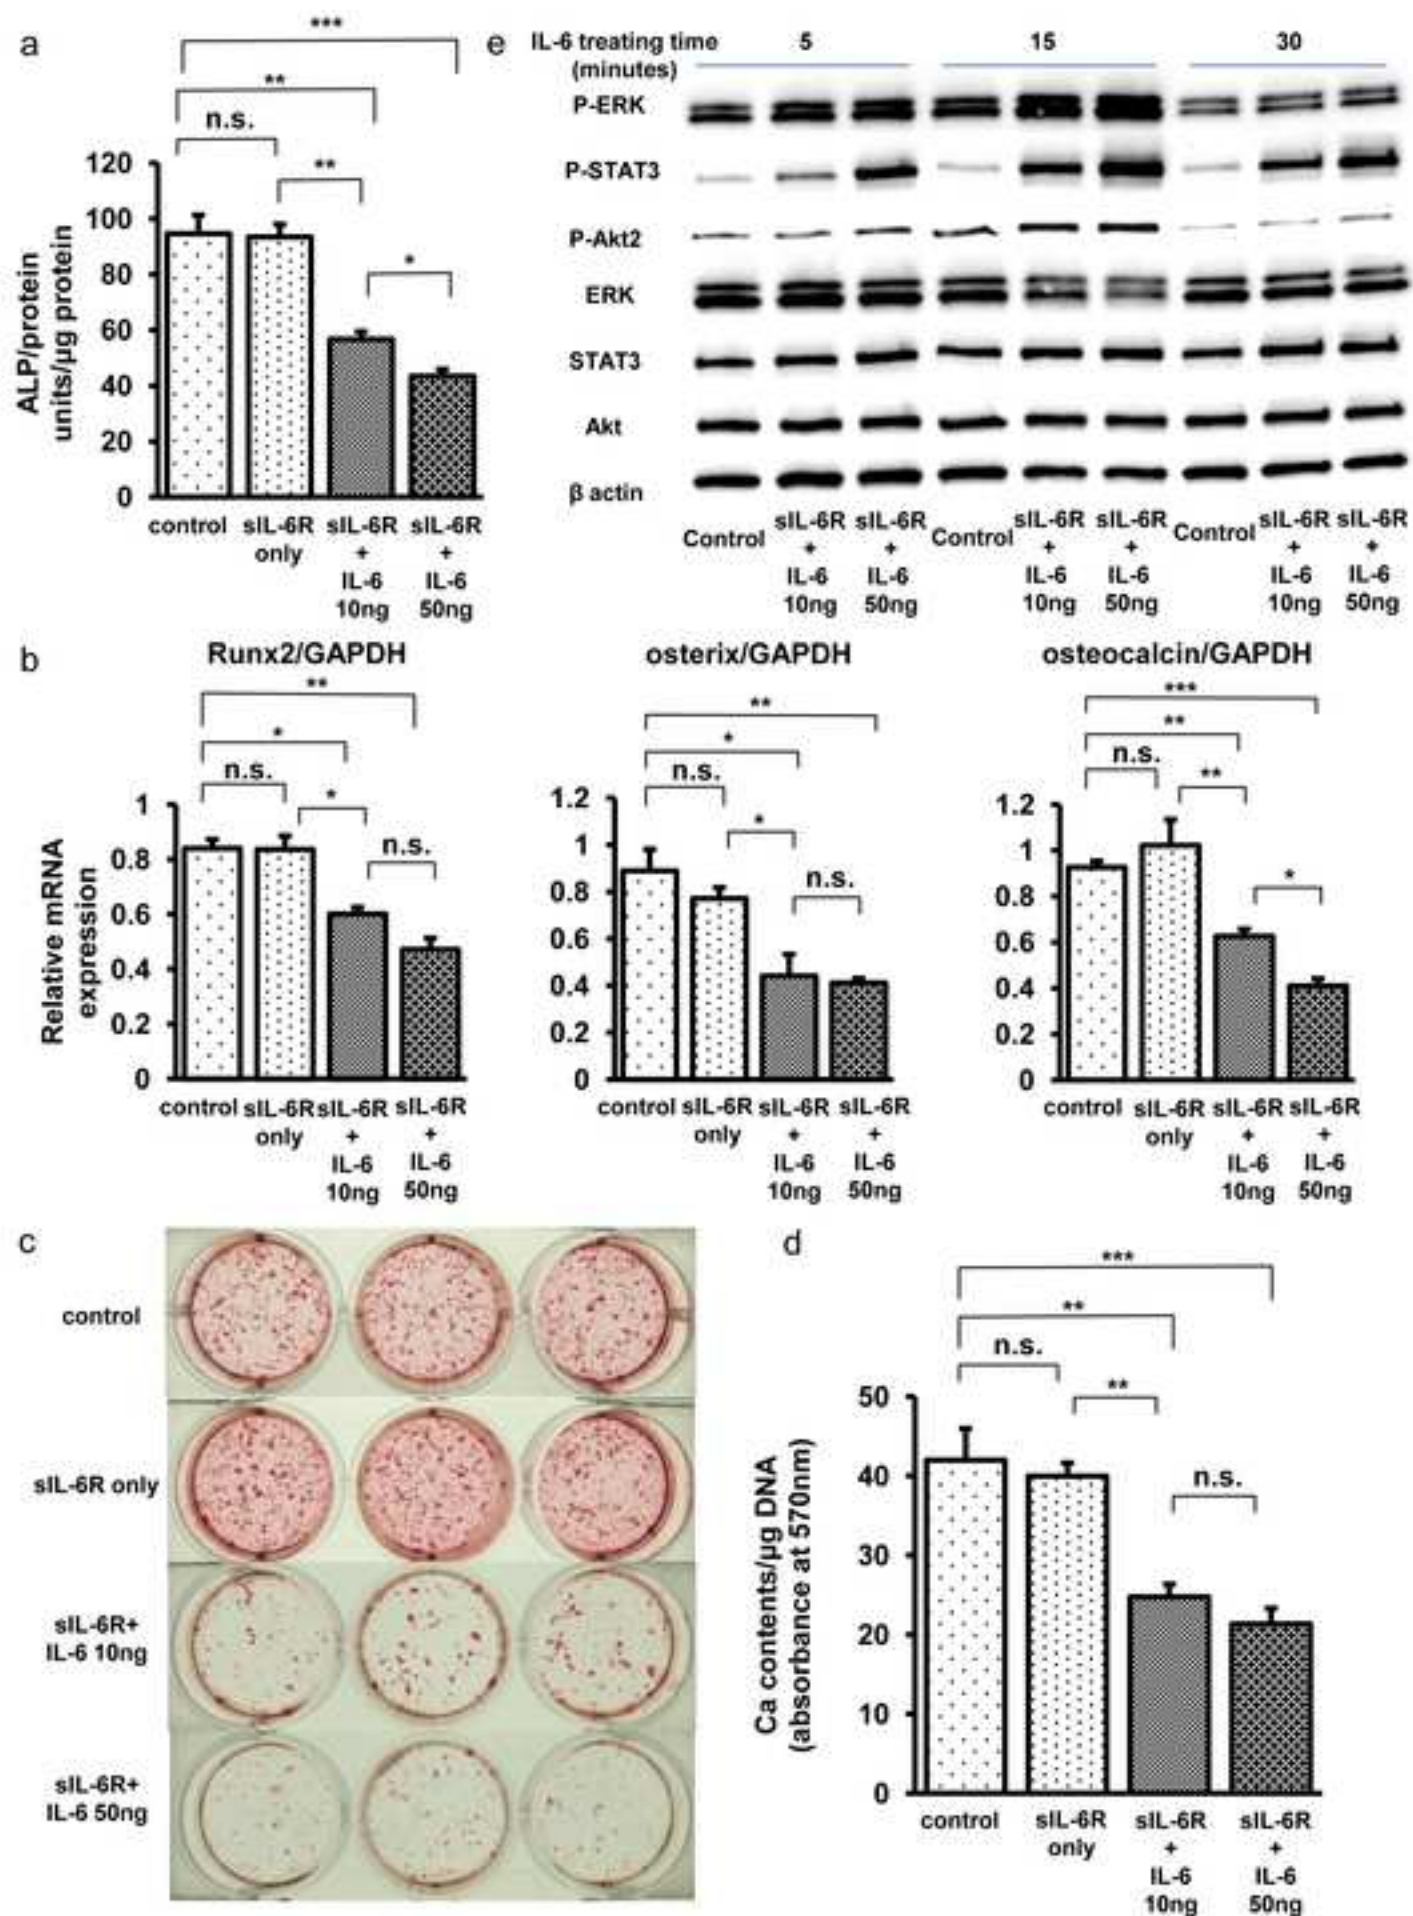 a
***
**
n.s.
**
*
120
100
80
60
40
20
0
ALP/protein
units/µg protein
control
sIL-6R
only
sIL-6R
+
IL-6
10ng
sIL-6R
+
IL-6
50ng
e
IL-6 treating time
(minutes)
5
15
30
P-ERK
P-STAT3
P-Akt2
ERK
STAT3
Akt
β actin
Control
sIL-6R
+
IL-6
10ng
sIL-6R
+
IL-6
50ng
Control
sIL-6R
+
IL-6
10ng
sIL-6R
+
IL-6
50ng
Control
sIL-6R
+
IL-6
10ng
sIL-6R
+
IL-6
50ng
b
Runx2/GAPDH
**
*
n.s.
*
n.s.
1
0.8
0.6
0.4
0.2
0
Relative mRNA
expression
control
sIL-6R
only
sIL-6R
+
IL-6
10ng
sIL-6R
+
IL-6
50ng
osterix/GAPDH
**
*
n.s.
*
n.s.
1.2
1
0.8
0.6
0.4
0.2
0
control
sIL-6R
only
sIL-6R
+
IL-6
10ng
sIL-6R
+
IL-6
50ng
osteocalcin/GAPDH
***
**
n.s.
**
*
1.2
1
0.8
0.6
0.4
0.2
0
control
sIL-6R
only
sIL-6R
+
IL-6
10ng
sIL-6R
+
IL-6
50ng
c
control
sIL-6R only
sIL-6R+
IL-6 10ng
sIL-6R+
IL-6 50ng
d
***
**
n.s.
**
n.s.
50
40
30
20
10
0
Ca contents/µg DNA
(absorbance at 570nm)
control
sIL-6R
only
sIL-6R
+
IL-6
10ng
sIL-6R
+
IL-6
50ng